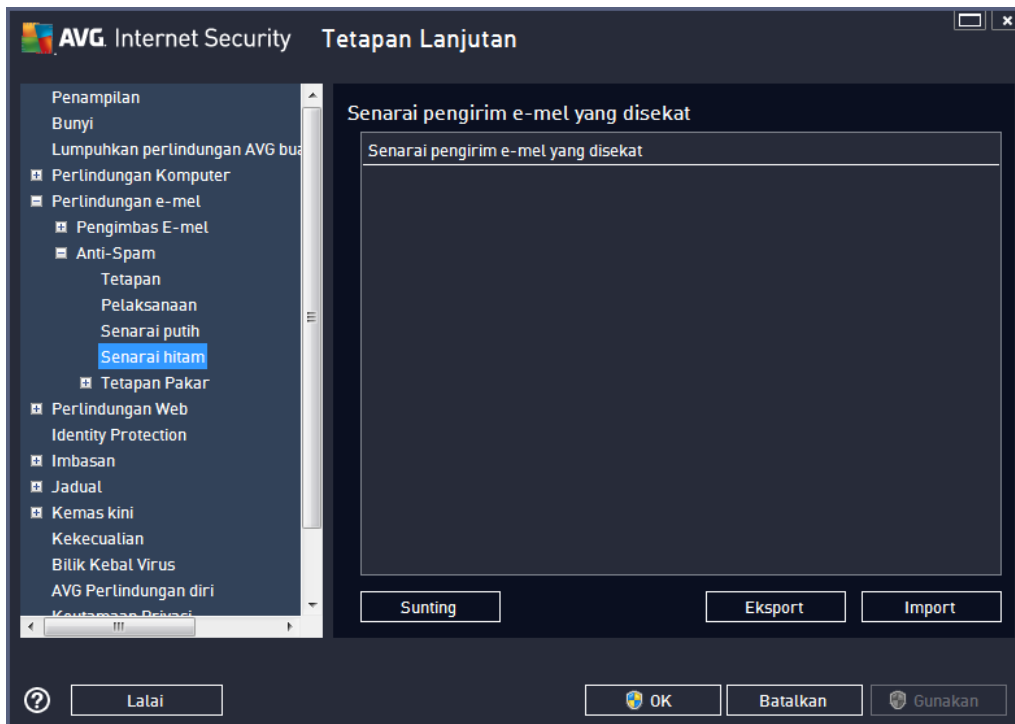 AVG. Internet Security Tetapan Lanjutan
Penampilan
Bunyi
Lumpuhkan perlindungan AVG bua
Perlindungan Komputer
Perlindungan e-mel
Pengimbas E-mel
Anti-Spam
Tetapan
Pelaksanaan
Senarai putih
Senarai hitam
Tetapan Pakar
Perlindungan Web
Identity Protection
Imbasan
Jadual
Kemas kini
Kekecualian
Bilik Kebal Virus
AVG Perlindungan diri
Keutamaan Privasi
Senarai pengirim e-mel yang disekat
Senarai pengirim e-mel yang disekat
Sunting Eksport Import
Lalai OK Batalkan Gunakan